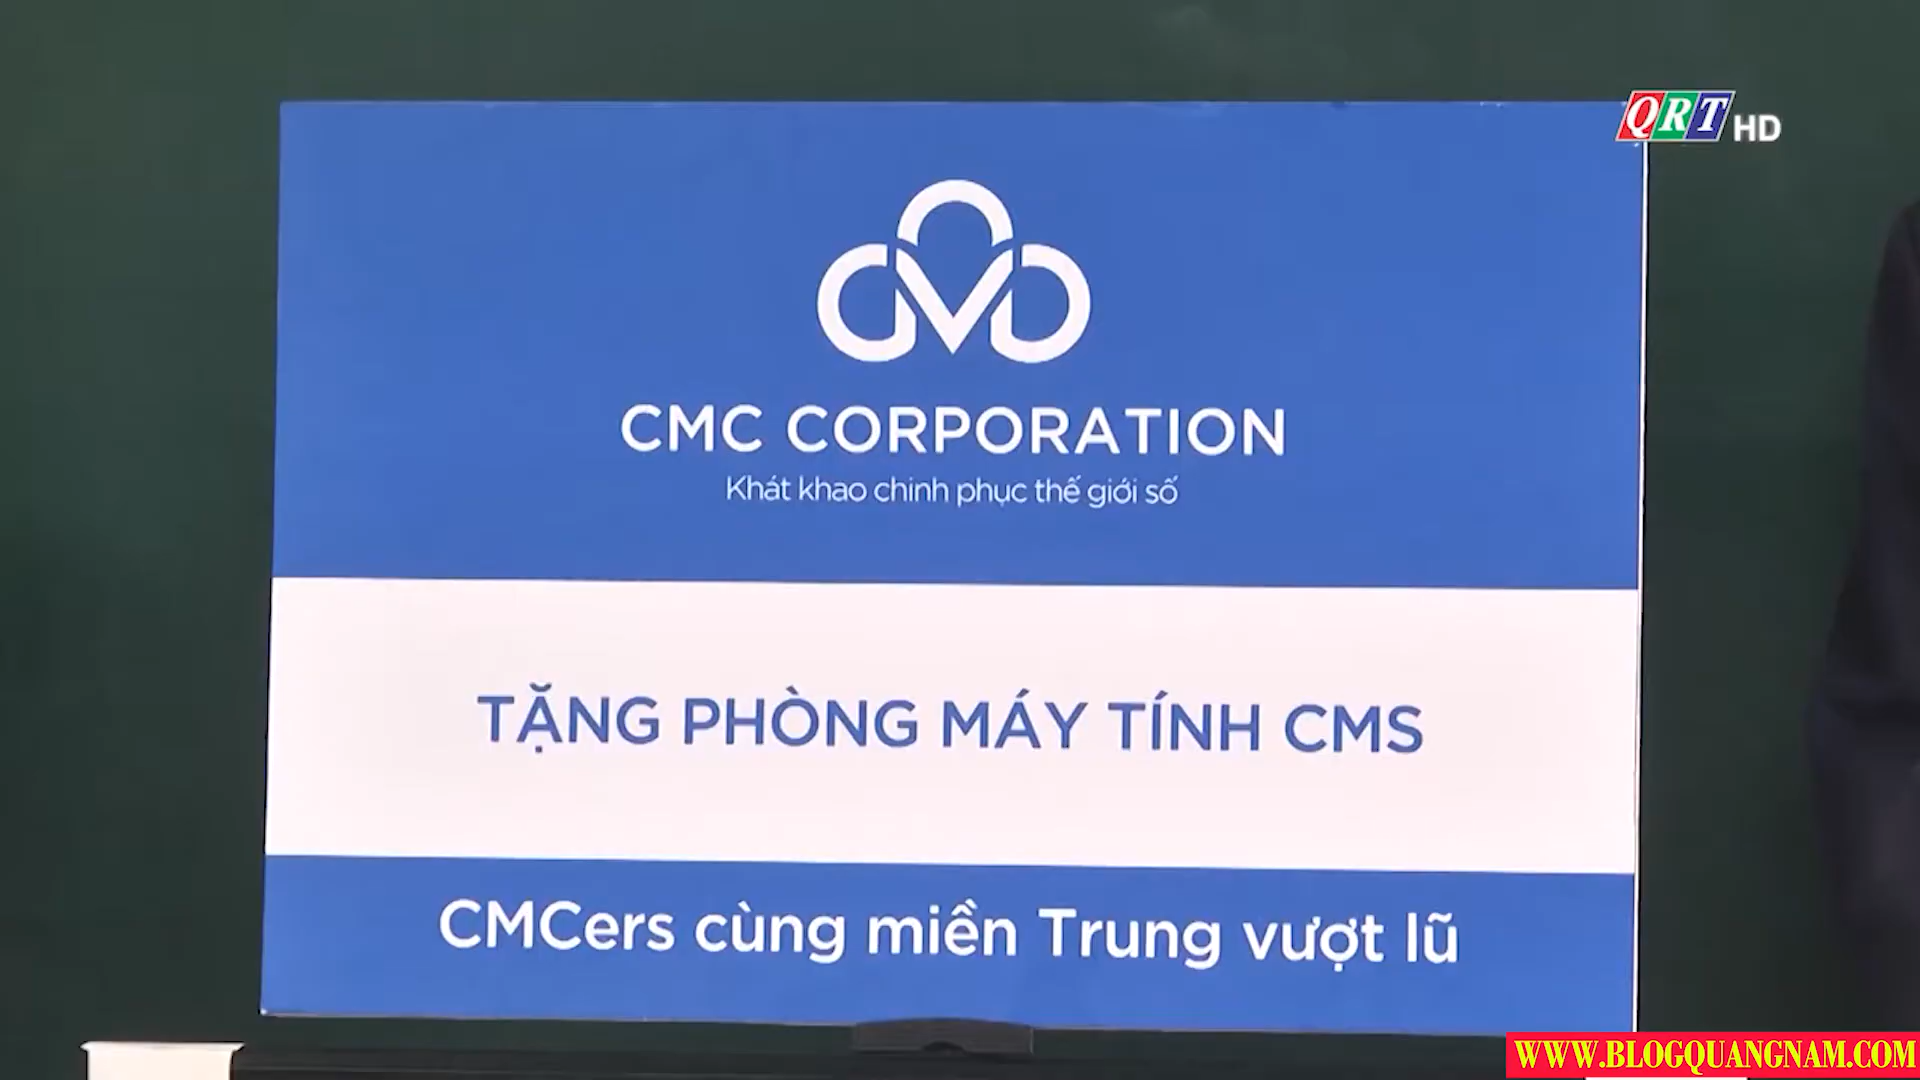 QRT HD
CMC CORPORATION
Khát khao chinh phục thế giới số
TẶNG PHÒNG MÁY TÍNH CMS
CMCers cùng miền Trung vượt lũ
WWW.BLOGQUANGNAM.COM